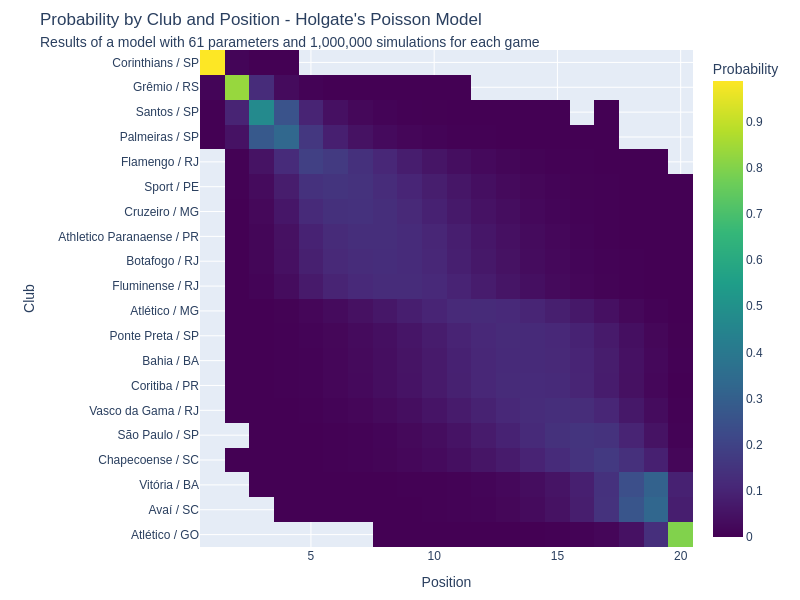 Probability by Club and Position - Holgate's Poisson Model
Results of a model with 61 parameters and 1,000,000 simulations for each game
Probability
Corinthians / SP
Grêmio / RS
Santos / SP
Palmeiras / SP
Flamengo / RJ
Sport / PE
Cruzeiro / MG
Athletico Paranaense / PR
Botafogo / RJ
Fluminense / RJ
Atlético / MG
Ponte Preta / SP
Bahia / BA
Coritiba / PR
Vasco da Gama / RJ
São Paulo / SP
Chapecoense / SC
Vitória / BA
Avaí / SC
Atlético / GO
Club
5
10
15
20
Position
0.9
0.8
0.7
0.6
0.5
0.4
0.3
0.2
0.1
0